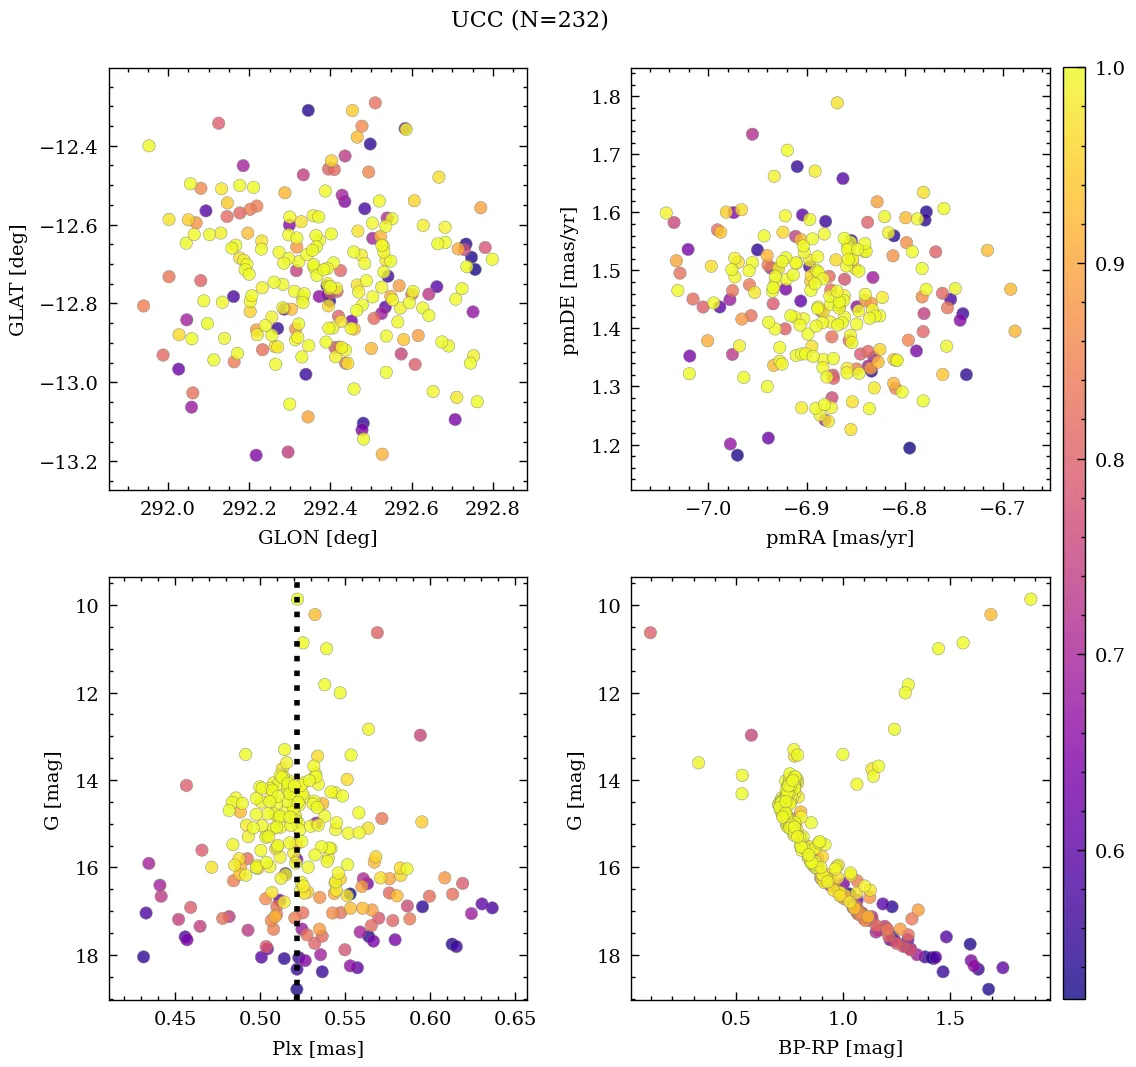 UCC (N=232)
−12.4
−12.6
−12.8
−13.0
−13.2
GLAT [deg]
292.0 292.2 292.4 292.6 292.8
GLON [deg]
1.8
1.7
1.6
1.5
1.4
1.3
1.2
pmDE [mas/yr]
−7.0 −6.9 −6.8 −6.7
pmRA [mas/yr]
1.0
0.9
0.8
0.7
0.6
10
12
14
16
18
G [mag]
0.45 0.50 0.55 0.60 0.65
Plx [mas]
10
12
14
16
18
G [mag]
0.5 1.0 1.5
BP-RP [mag]